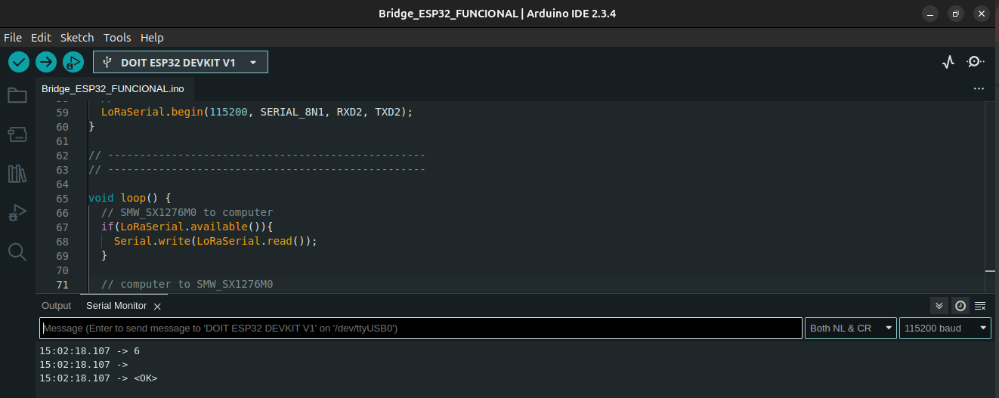 Bridge_ESP32_FUNCIONAL | Arduino IDE 2.3.4
File Edit Sketch Tools Help
DOIT ESP32 DEVKIT V1
Bridge_ESP32_FUNCIONAL.ino
59 LoRaSerial.begin(115200, SERIAL_8N1, RXD2, TXD2);
60 }
61
62 // --------------------------------------------------
63 // --------------------------------------------------
64
65 void loop() {
66 // SMW_SX1276M0 to computer
67 if(LoRaSerial.available()){
68 Serial.write(LoRaSerial.read());
69 }
70
71 // computer to SMW_SX1276M0
Output Serial Monitor
Message (Enter to send message to 'DOIT ESP32 DEVKIT V1' on '/dev/ttyUSB0') Both NL & CR 115200 baud
15:02:18.107 -> 6
15:02:18.107 ->
15:02:18.107 -> <OK>